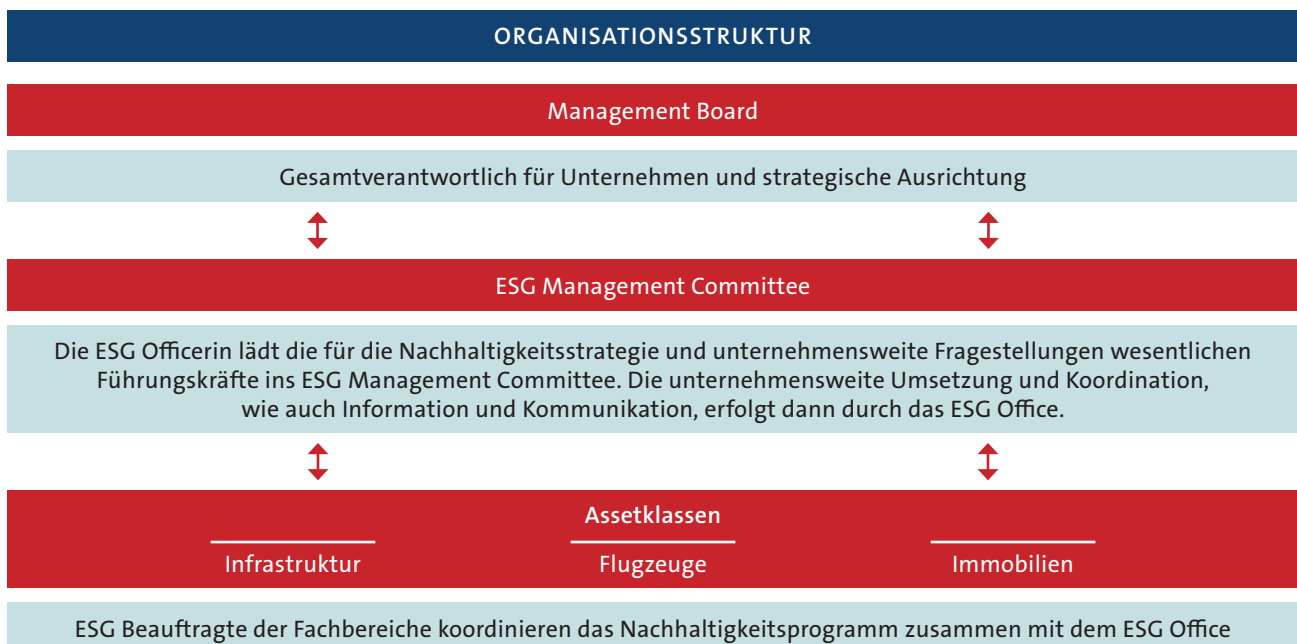 ORGANISATIONSSTRUKTUR
Management Board
Gesamtverantwortlich für Unternehmen und strategische Ausrichtung
ESG Management Committee
Die ESG Officerin lädt die für die Nachhaltigkeitsstrategie und unternehmensweite Fragestellungen wesentlichen
Führungskräfte ins ESG Management Committee. Die unternehmensweite Umsetzung und Koordination,
wie auch Information und Kommunikation, erfolgt dann durch das ESG Office.
Assetklassen
Infrastruktur
Flugzeuge
Immobilien
ESG Beauftragte der Fachbereiche koordinieren das Nachhaltigkeitsprogramm zusammen mit dem ESG Office